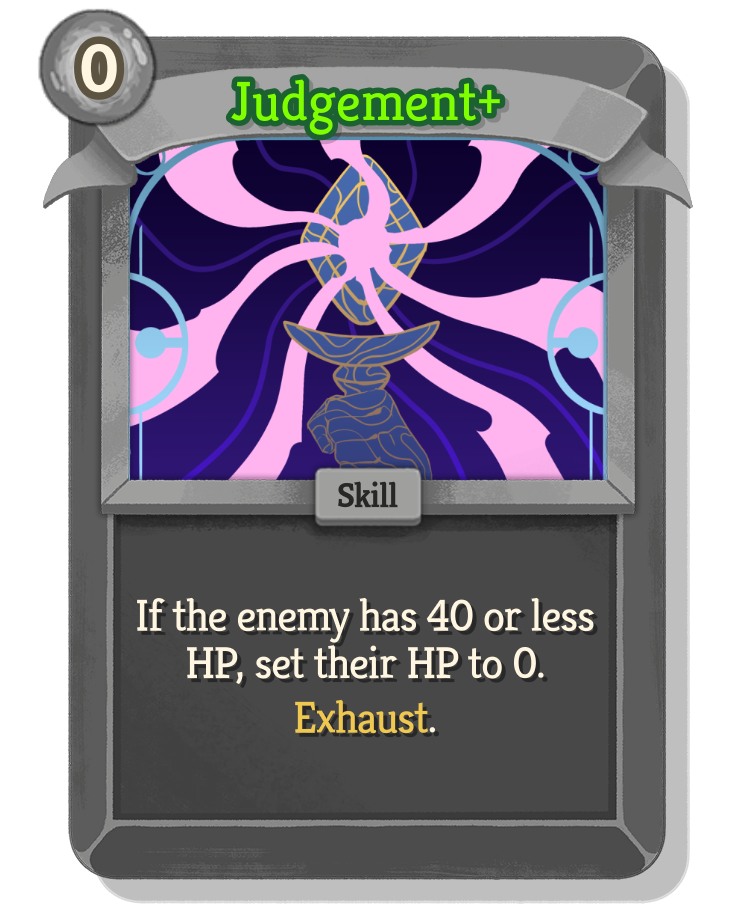 0
Judgement+
Skill
If the enemy has 40 or less
HP, set their HP to 0.
Exhaust.